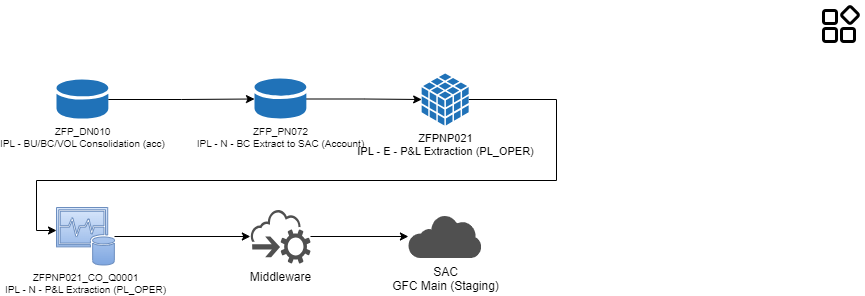 ZFP_DN010
IPL - BU/BC/VOL Consolidation (acc)
ZFP_PN072
IPL - N - BC Extract to SAC (Account)
ZFPNP021
IPL - E - P&L Extraction (PL_OPER)
ZFPNP021_CO_Q0001
IPL - N - P&L Extraction (PL_OPER)
Middleware
SAC
GFC Main (Staging)